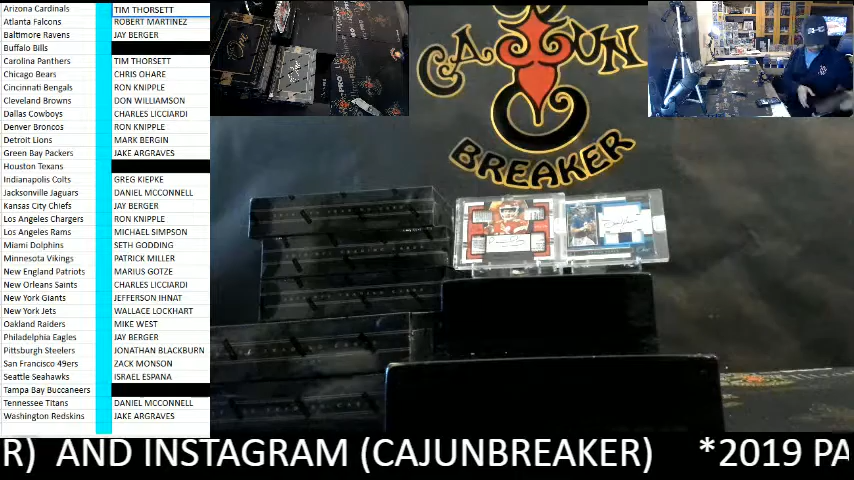 Arizona Cardinals TIM THORSETT
Atlanta Falcons ROBERT MARTINEZ
Baltimore Ravens JAY BERGER
Buffalo Bills
Carolina Panthers TIM THORSETT
Chicago Bears CHRIS OHARE
Cincinnati Bengals RON KNIPPLE
Cleveland Browns DON WILLIAMSON
Dallas Cowboys CHARLES LICCIARDI
Denver Broncos RON KNIPPLE
Detroit Lions MARK BERGIN
Green Bay Packers JAKE ARGRAVES
Houston Texans
Indianapolis Colts GREG KIEPKE
Jacksonville Jaguars DANIEL MCCONNELL
Kansas City Chiefs JAY BERGER
Los Angeles Chargers RON KNIPPLE
Los Angeles Rams MICHAEL SIMPSON
Miami Dolphins SETH GODDING
Minnesota Vikings PATRICK MILLER
New England Patriots MARIUS GOTZE
New Orleans Saints CHARLES LICCIARDI
New York Giants JEFFERSON IHNAT
New York Jets WALLACE LOCKHART
Oakland Raiders MIKE WEST
Philadelphia Eagles JAY BERGER
Pittsburgh Steelers JONATHAN BLACKBURN
San Francisco 49ers ZACK MONSON
Seattle Seahawks ISRAEL ESPANA
Tampa Bay Buccaneers
Tennessee Titans DANIEL MCCONNELL
Washington Redskins JAKE ARGRAVES
CAJUN
BREAKER
R) AND INSTAGRAM (CAJUNBREAKER) *2019 PA